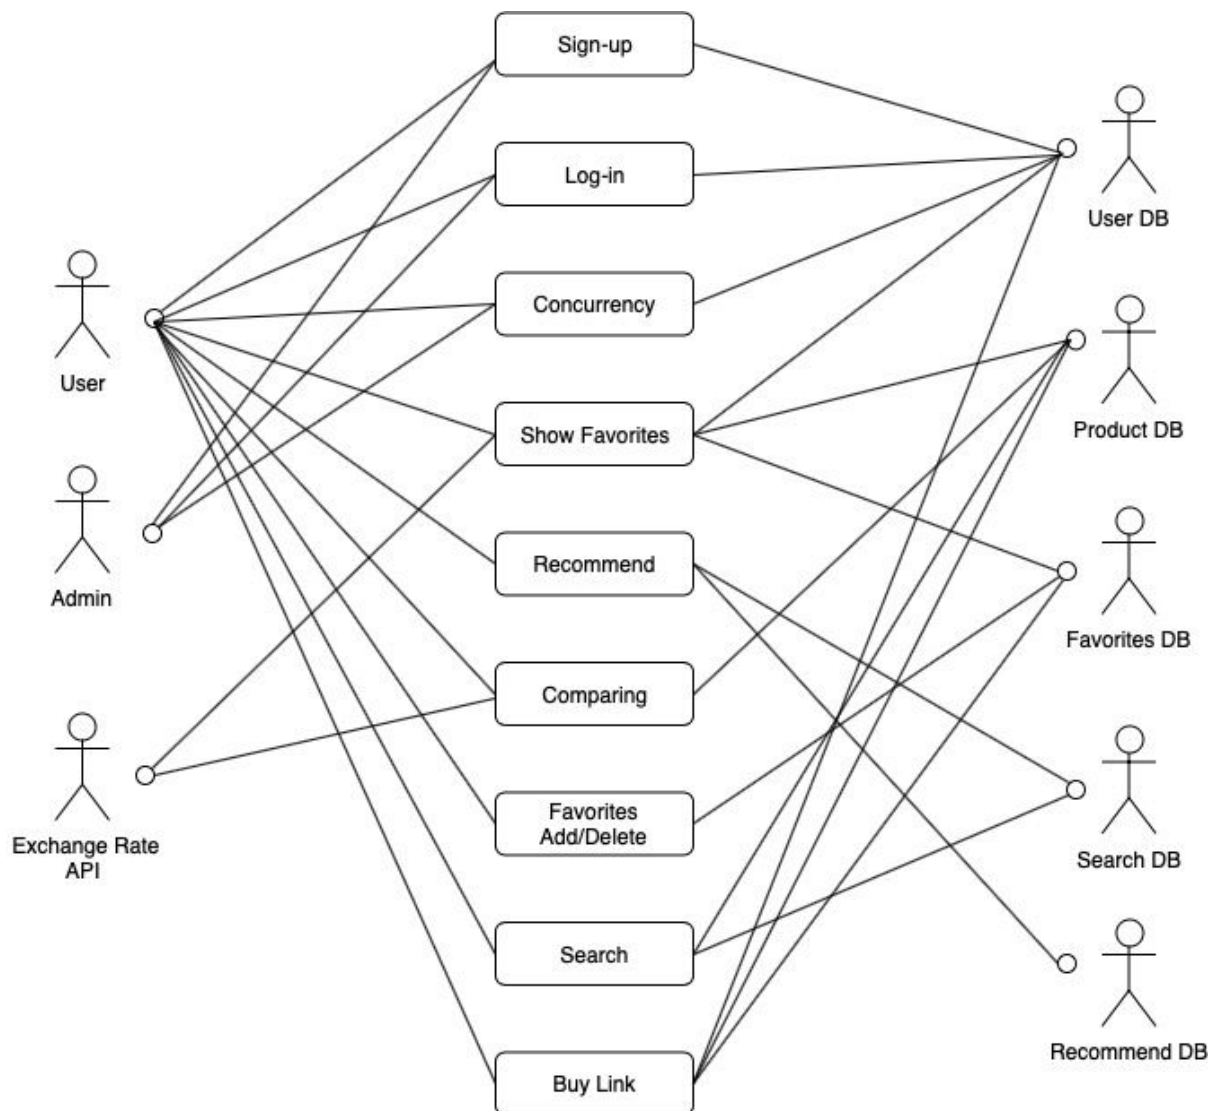 Sign-up
Log-in
Concurrency
Show Favorites
Recommend
Comparing
Favorites
Add/Delete
Search
Buy Link
User
Admin
Exchange Rate
API
User DB
Product DB
Favorites DB
Search DB
Recommend DB